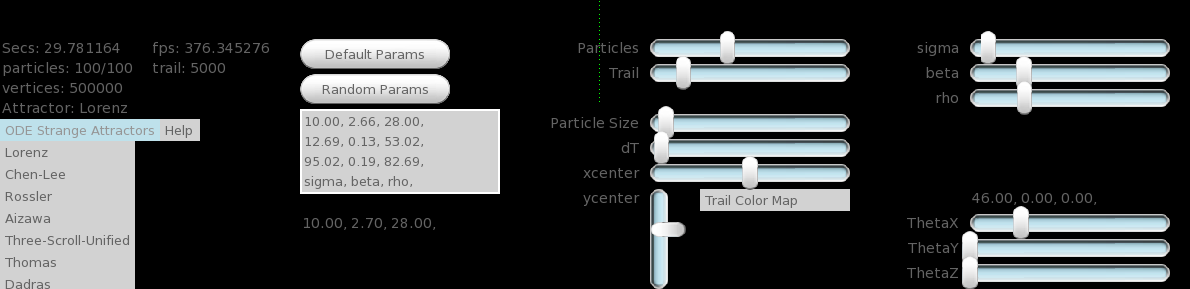 Secs: 29.781164 fps: 376.345276
particles: 100/100 trail: 5000
vertices: 500000
Attractor: Lorenz
ODE Strange Attractors Help
Lorenz
Chen-Lee
Rossler
Aizawa
Three-Scroll-Unified
Thomas
Dadras
Default Params
Random Params
10.00, 2.66, 28.00,
12.69, 0.13, 53.02,
95.02, 0.19, 82.69,
sigma, beta, rho,
10.00, 2.70, 28.00,
Particles
Trail
Particle Size
dT
xcenter
ycenter
Trail Color Map
sigma
beta
rho
46.00, 0.00, 0.00,
ThetaX
ThetaY
ThetaZ